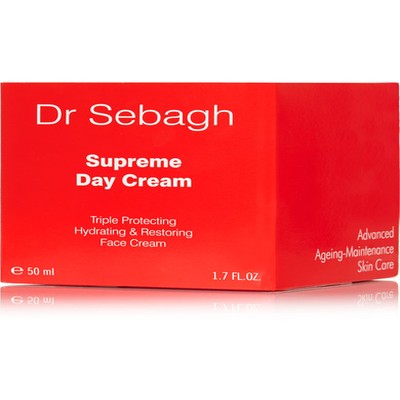 Dr Sebagh
Supreme
Day Cream
Triple Protecting
Hydrating & Restoring
Face Cream
℮ 50 ml
1.7 FL.OZ.
Advanced
Ageing-Maintenance
Skin Care